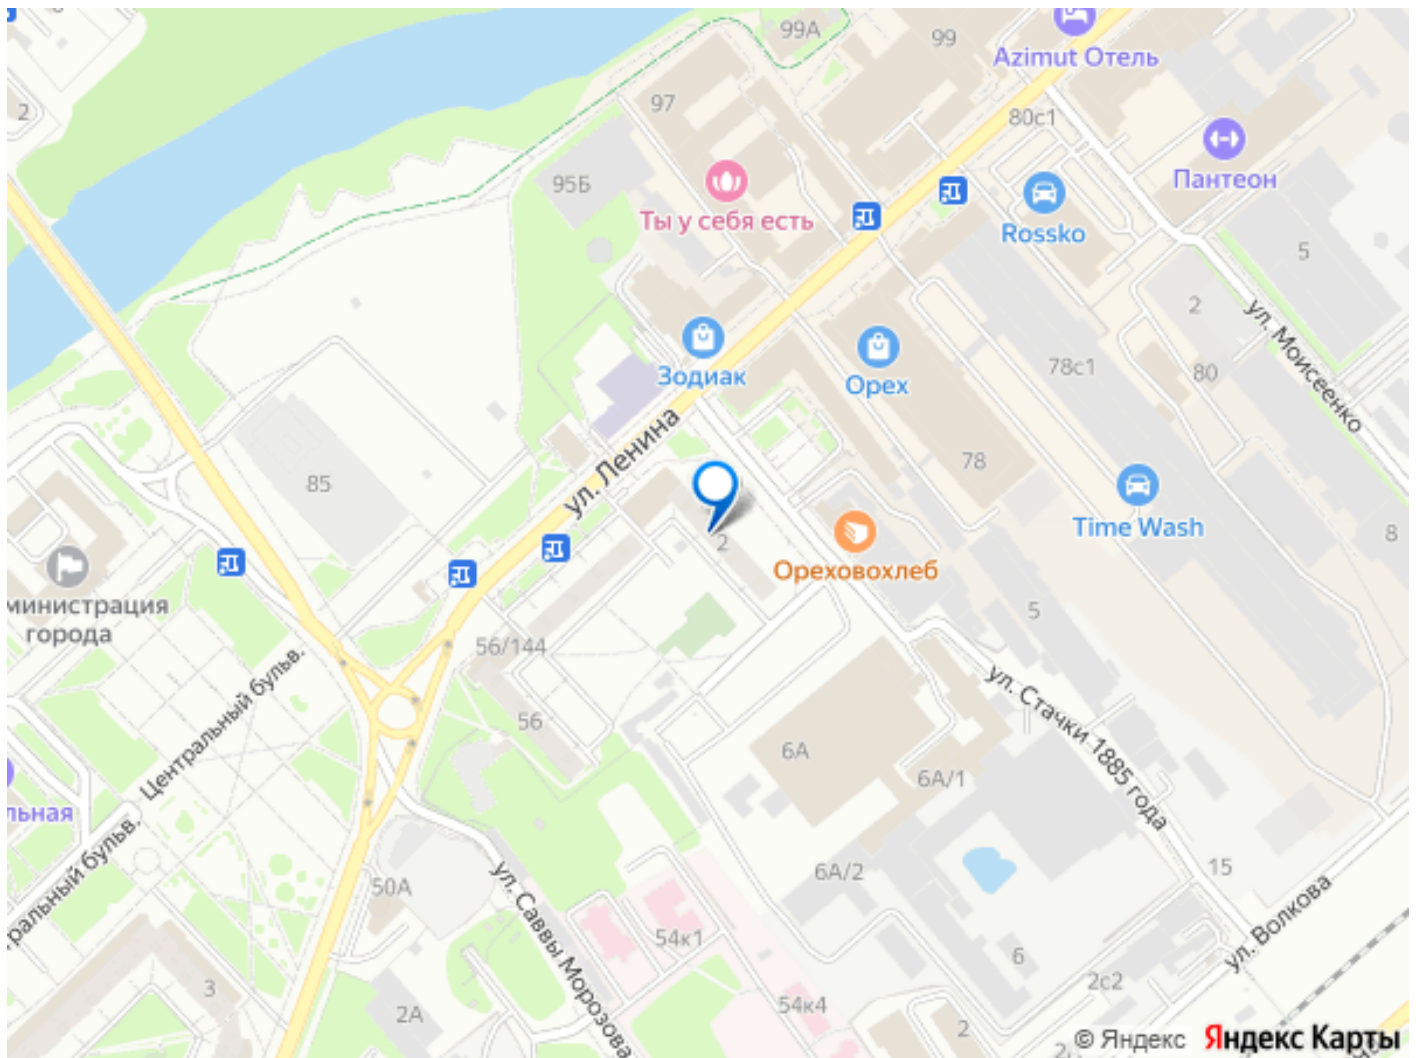 99А
99
Azimut Отель
97
80с1
2
Пантеон
95Б
Ты у себя есть
Rossko
5
2
ул. Моисеенко
Зодиак
Орех
78с1
80
ул. Ленина
85
78
Time Wash
8
2
Ореховохлеб
министрация
города
5
56/144
Центральный бульв.
56
ул. Стачки 1885 года
6А
6А/1
льная
тральный бульв.
50А
6А/2
15
ул. Саввы Морозова
ул. Волкова
54к1
6
2с2
3
2А
54к4
2
© Яндекс Яндекс Карты